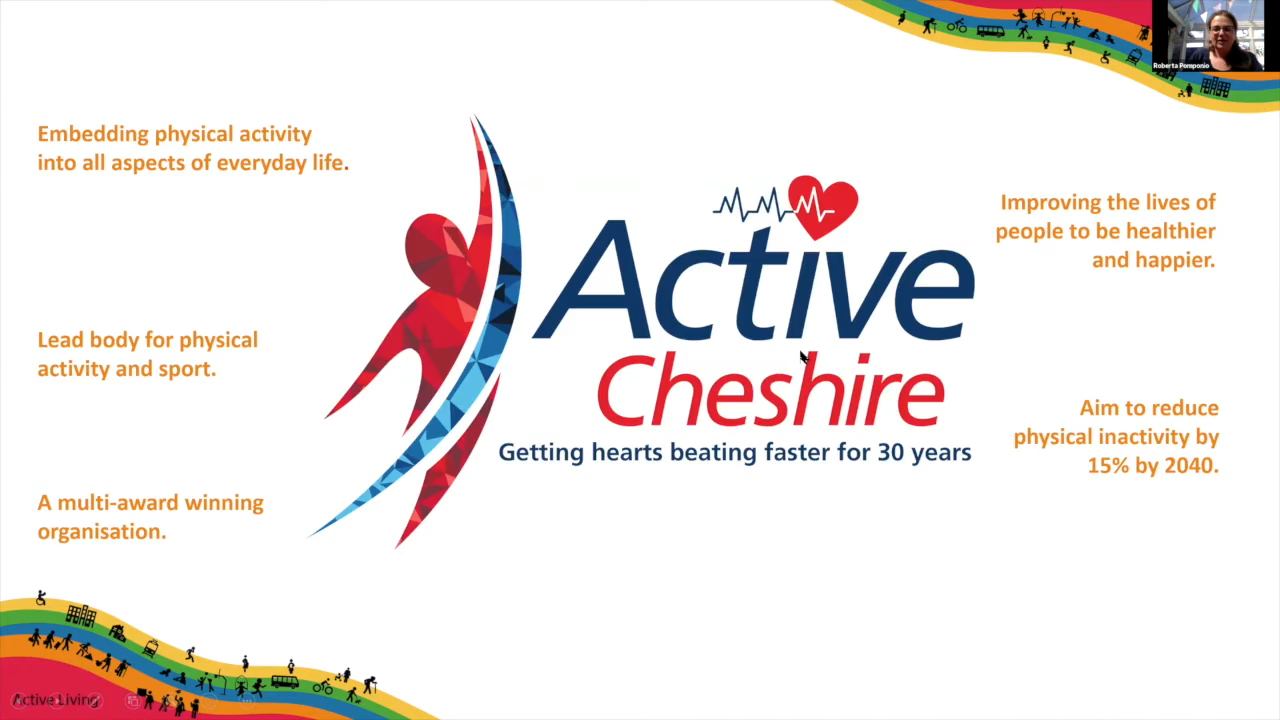 Roberta Pomponio
Embedding physical activity
into all aspects of everyday life.
Improving the lives of
people to be healthier
and happier.
Active
Cheshire
Getting hearts beating faster for 30 years
Lead body for physical
activity and sport.
Aim to reduce
physical inactivity by
15% by 2040.
A multi-award winning
organisation.
Active Living